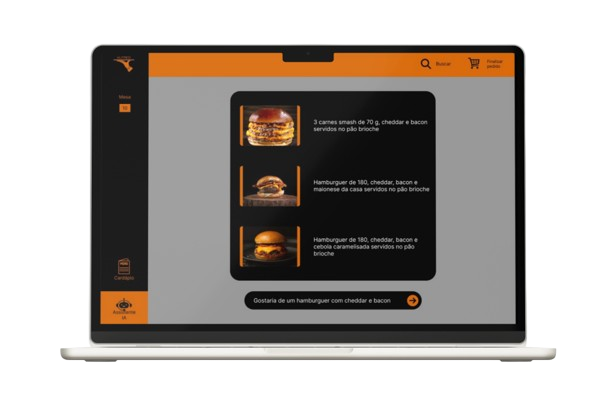 Buscar
Finalizar
pedido
Mesa
10
3 carnes smash de 70 g, cheddar e bacon
servidos no pão brioche
Hamburguer de 180, cheddar, bacon e
maionese da casa servidos no pão brioche
Hamburguer de 180, cheddar, bacon e
cebola caramelisada servidos no pão
brioche
Cardápio
Assistente
IA
Gostaria de um hamburguer com cheddar e bacon